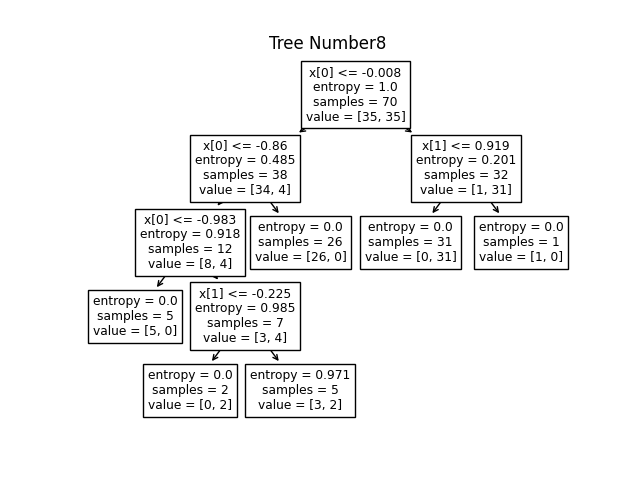 Tree Number8
x[0] <= -0.008
entropy = 1.0
samples = 70
value = [35, 35]
x[0] <= -0.86
entropy = 0.485
samples = 38
value = [34, 4]
x[1] <= 0.919
entropy = 0.201
samples = 32
value = [1, 31]
x[0] <= -0.983
entropy = 0.918
samples = 12
value = [8, 4]
entropy = 0.0
samples = 26
value = [26, 0]
entropy = 0.0
samples = 31
value = [0, 31]
entropy = 0.0
samples = 1
value = [1, 0]
entropy = 0.0
samples = 5
value = [5, 0]
x[1] <= -0.225
entropy = 0.985
samples = 7
value = [3, 4]
entropy = 0.0
samples = 2
value = [0, 2]
entropy = 0.971
samples = 5
value = [3, 2]